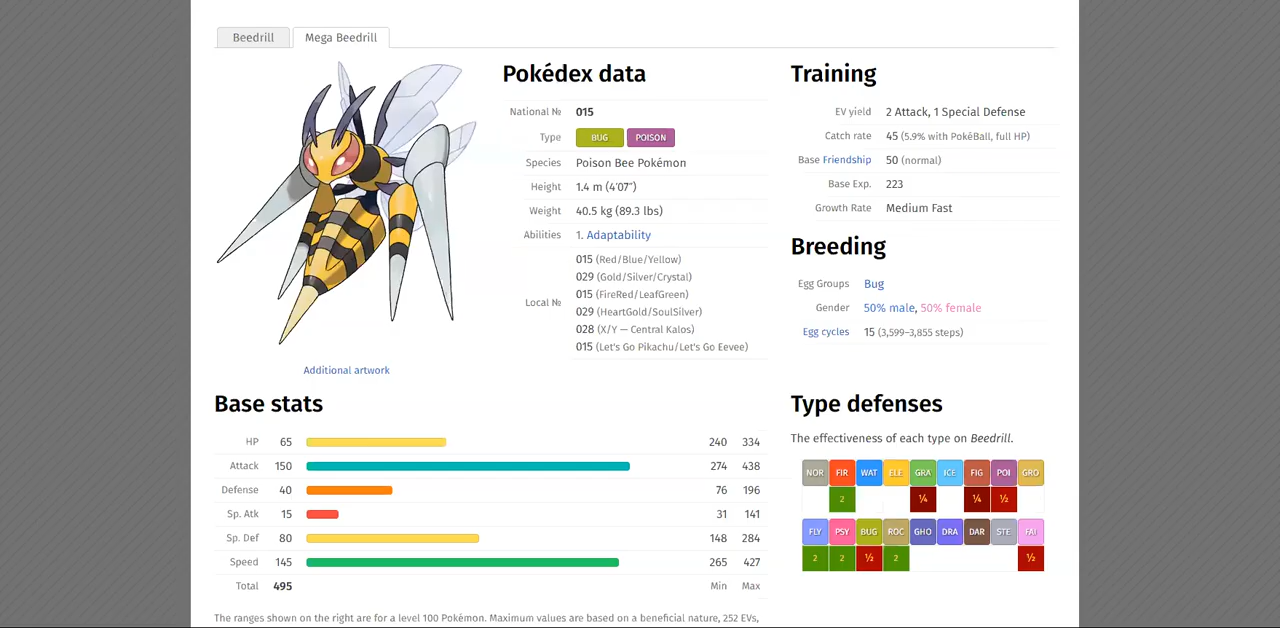 Beedrill
Mega Beedrill
Additional artwork
Pokédex data
National № 015
Type BUG POISON
Species Poison Bee Pokémon
Height 1.4 m (4′07″)
Weight 40.5 kg (89.3 lbs)
Abilities 1. Adaptability
Local № 015 (Red/Blue/Yellow)
029 (Gold/Silver/Crystal)
015 (FireRed/LeafGreen)
029 (HeartGold/SoulSilver)
028 (X/Y — Central Kalos)
015 (Let's Go Pikachu/Let's Go Eevee)
Training
EV yield 2 Attack, 1 Special Defense
Catch rate 45 (5.9% with PokéBall, full HP)
Base Friendship 50 (normal)
Base Exp. 223
Growth Rate Medium Fast
Breeding
Egg Groups Bug
Gender 50% male, 50% female
Egg cycles 15 (3,599–3,855 steps)
Base stats
HP 65 240 334
Attack 150 274 438
Defense 40 76 196
Sp. Atk 15 31 141
Sp. Def 80 148 284
Speed 145 265 427
Total 495 Min Max
The ranges shown on the right are for a level 100 Pokémon. Maximum values are based on a beneficial nature, 252 EVs,
Type defenses
The effectiveness of each type on Beedrill.
NOR FIR WAT ELE GRA ICE FIG POI GRO
2 ¼ ¼ ½
FLY PSY BUG ROC GHO DRA DAR STE FAI
2 2 ½ 2 ½